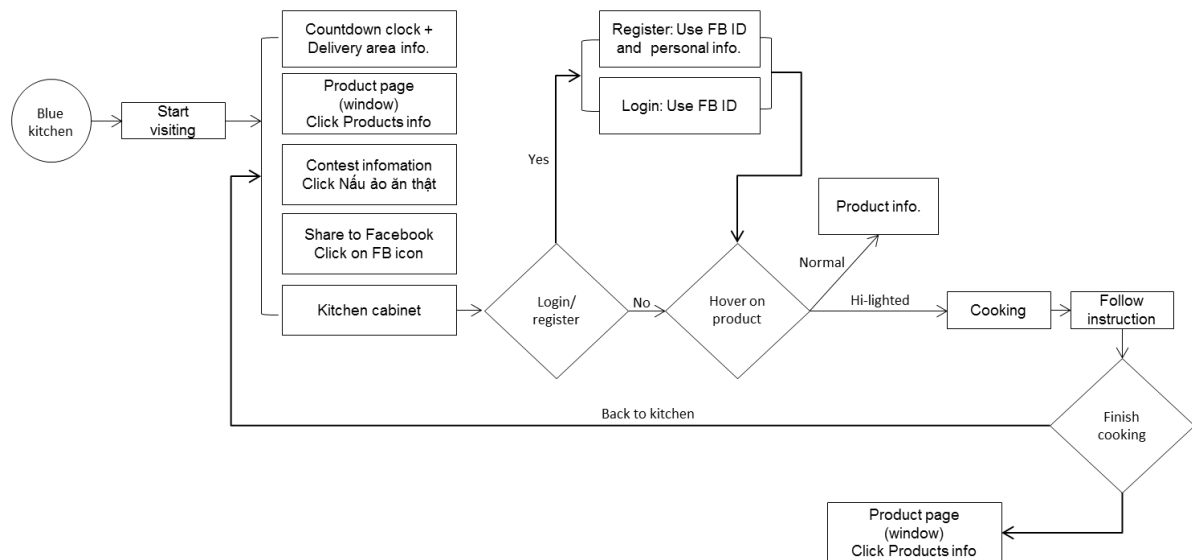 Blue
kitchen
Start
visiting
Countdown clock +
Delivery area info.
Product page
(window)
Click Products info
Contest infomation
Click Nấu ảo ăn thật
Share to Facebook
Click on FB icon
Kitchen cabinet
Login/
register
Yes
No
Register: Use FB ID
and personal info.
Login: Use FB ID
Hover on
product
Normal
Product info.
Hi-lighted
Cooking
Follow
instruction
Finish
cooking
Back to kitchen
Product page
(window)
Click Products info